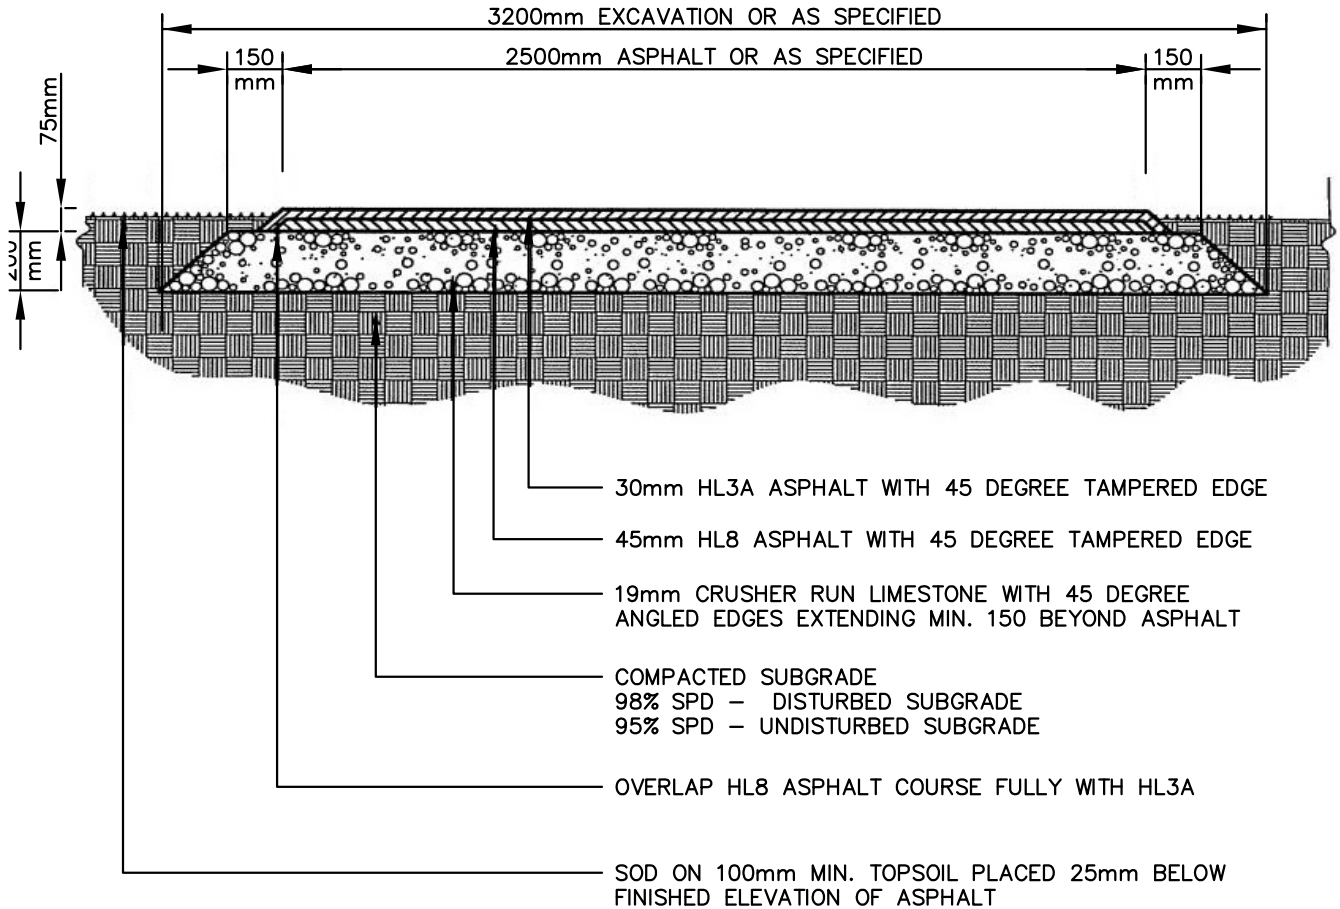 3200mm EXCAVATION OR AS SPECIFIED
150
mm
2500mm ASPHALT OR AS SPECIFIED
150
mm
75mm
200
mm
30mm HL3A ASPHALT WITH 45 DEGREE TAMPERED EDGE
45mm HL8 ASPHALT WITH 45 DEGREE TAMPERED EDGE
19mm CRUSHER RUN LIMESTONE WITH 45 DEGREE
ANGLED EDGES EXTENDING MIN. 150 BEYOND ASPHALT
COMPACTED SUBGRADE
98% SPD – DISTURBED SUBGRADE
95% SPD – UNDISTURBED SUBGRADE
OVERLAP HL8 ASPHALT COURSE FULLY WITH HL3A
SOD ON 100mm MIN. TOPSOIL PLACED 25mm BELOW
FINISHED ELEVATION OF ASPHALT